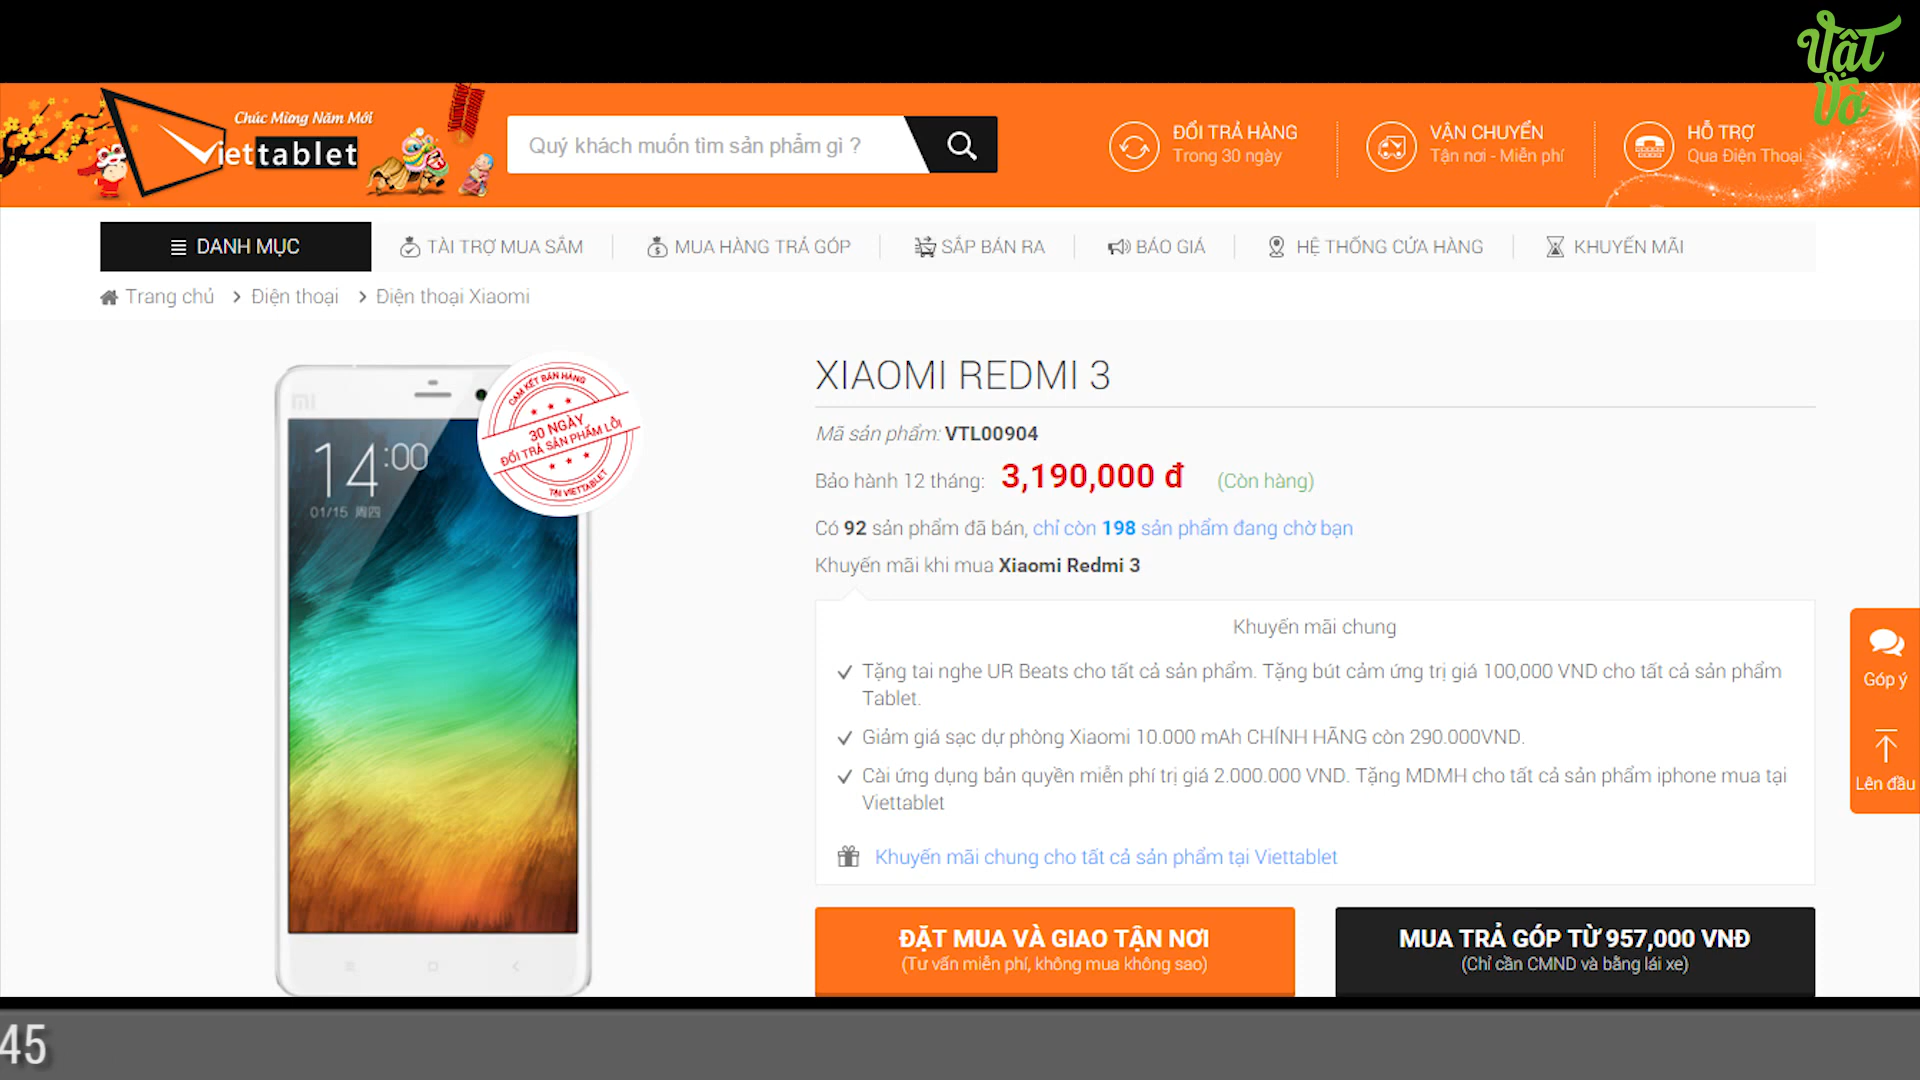 Vật
Vờ
Chúc Mừng Năm Mới
Viettablet
Quý khách muốn tìm sản phẩm gì ?
ĐỔI TRẢ HÀNG
Trong 30 ngày
VẬN CHUYỂN
Tận nơi - Miễn phí
HỖ TRỢ
Qua Điện Thoại
DANH MỤC
TÀI TRỢ MUA SẮM
MUA HÀNG TRẢ GÓP
SẮP BÁN RA
BÁO GIÁ
HỆ THỐNG CỬA HÀNG
KHUYẾN MÃI
Trang chủ > Điện thoại > Điện thoại Xiaomi
mi
14:00
01/15 周四
CAM KẾT BÁN HÀNG
30 NGÀY
ĐỔI TRẢ SẢN PHẨM LỖI
TẠI VIETTABLET
XIAOMI REDMI 3
Mã sản phẩm: VTL00904
Bảo hành 12 tháng: 3,190,000 đ (Còn hàng)
Có 92 sản phẩm đã bán, chỉ còn 198 sản phẩm đang chờ bạn
Khuyến mãi khi mua Xiaomi Redmi 3
Khuyến mãi chung
Tặng tai nghe UR Beats cho tất cả sản phẩm. Tặng bút cảm ứng trị giá 100,000 VND cho tất cả sản phẩm
Tablet.
Giảm giá sạc dự phòng Xiaomi 10.000 mAh CHÍNH HÃNG còn 290.000VND.
Cài ứng dụng bản quyền miễn phí trị giá 2.000.000 VND. Tặng MDMH cho tất cả sản phẩm iphone mua tại
Viettablet
Khuyến mãi chung cho tất cả sản phẩm tại Viettablet
ĐẶT MUA VÀ GIAO TẬN NƠI
(Tư vấn miễn phí, không mua không sao)
MUA TRẢ GÓP TỪ 957,000 VNĐ
(Chỉ cần CMND và bằng lái xe)
Góp ý
Lên đầu
45